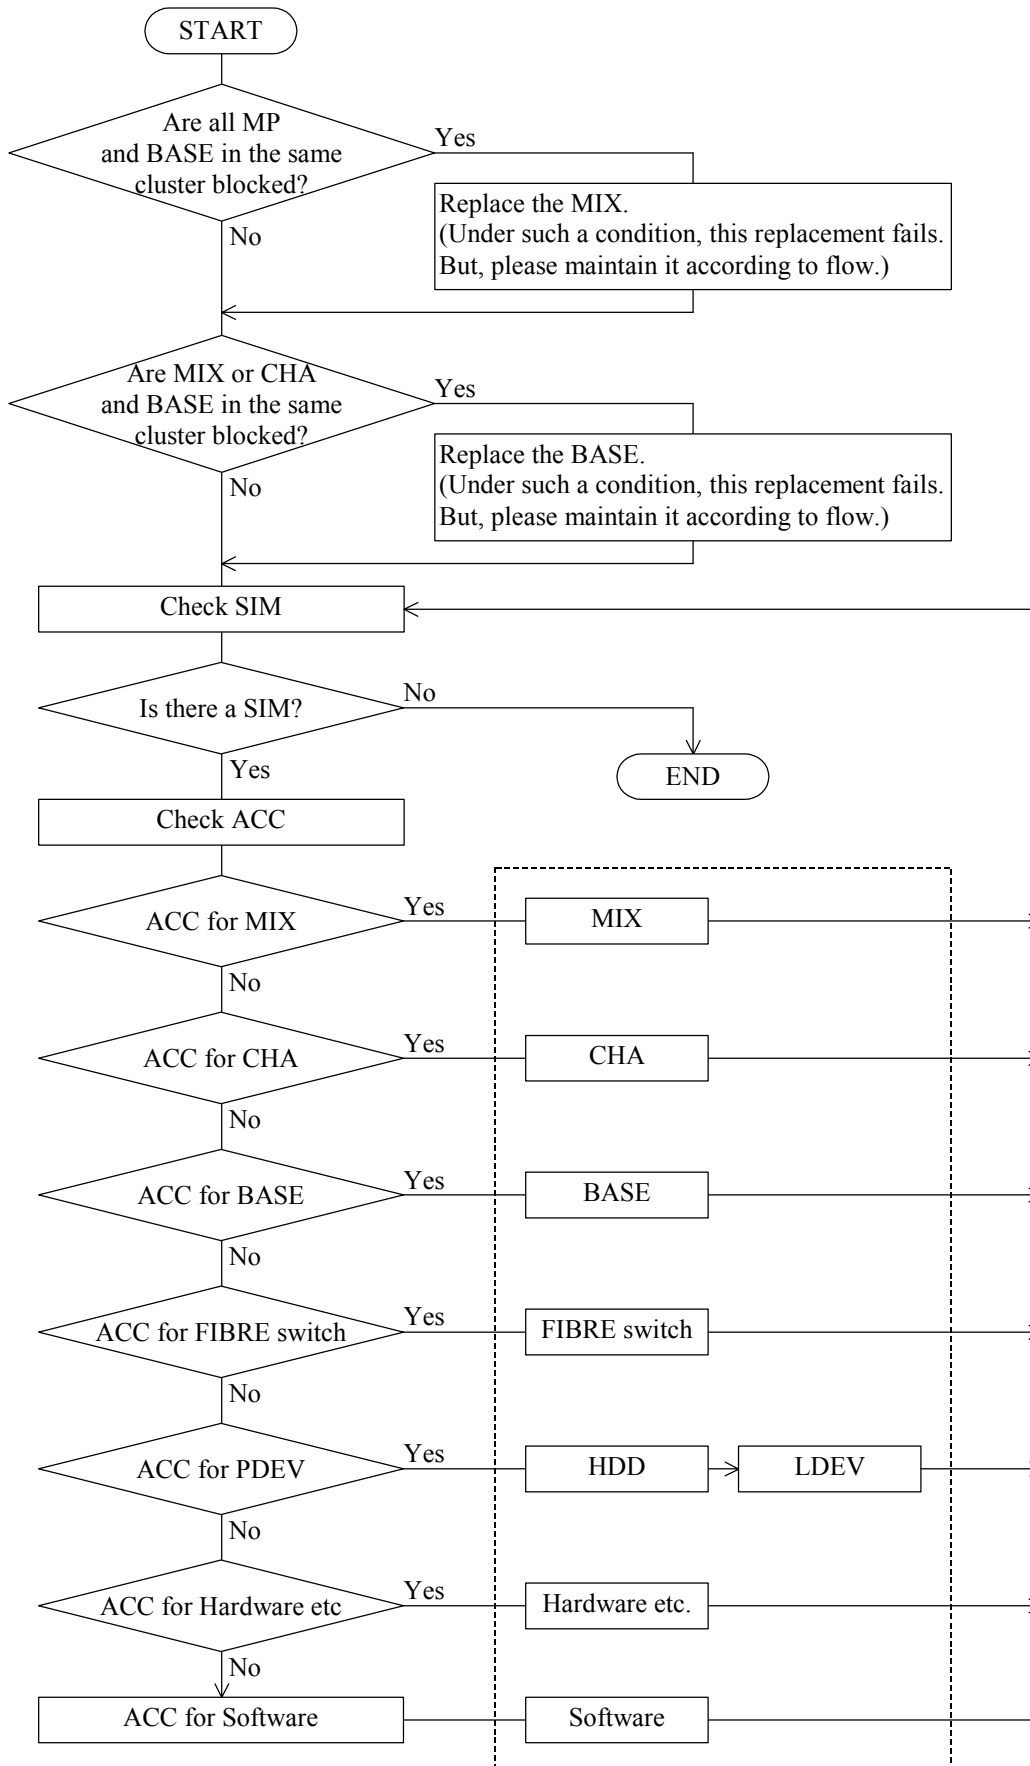 START
Are all MP
and BASE in the same
cluster blocked?
Yes
Replace the MIX.
(Under such a condition, this replacement fails.
But, please maintain it according to flow.)
No
Are MIX or CHA
and BASE in the same
cluster blocked?
Yes
Replace the BASE.
(Under such a condition, this replacement fails.
But, please maintain it according to flow.)
No
Check SIM
Is there a SIM?
No
END
Yes
Check ACC
ACC for MIX
Yes
MIX
No
ACC for CHA
Yes
CHA
No
ACC for BASE
Yes
BASE
No
ACC for FIBRE switch
Yes
FIBRE switch
No
ACC for PDEV
Yes
HDD
LDEV
No
ACC for Hardware etc
Yes
Hardware etc.
No
ACC for Software
Software